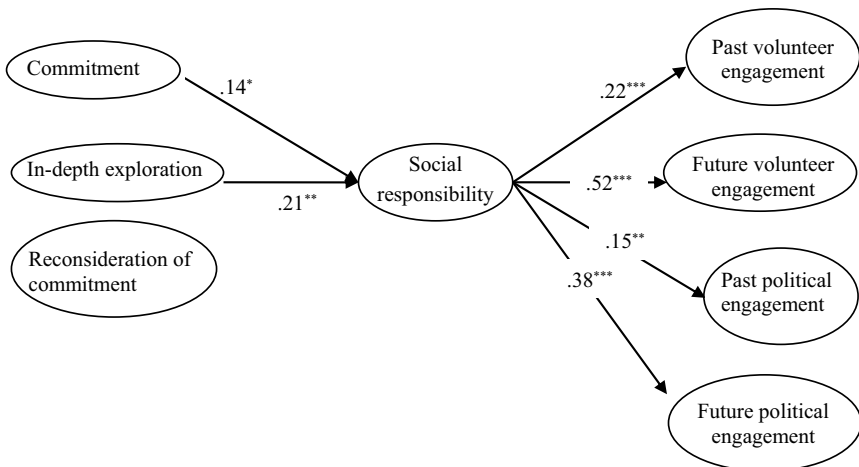 Commitment
.14*
In-depth exploration
.21**
Reconsideration of
commitment
Social
responsibility
.22***
.52***
.15**
.38***
Past volunteer
engagement
Future volunteer
engagement
Past political
engagement
Future political
engagement